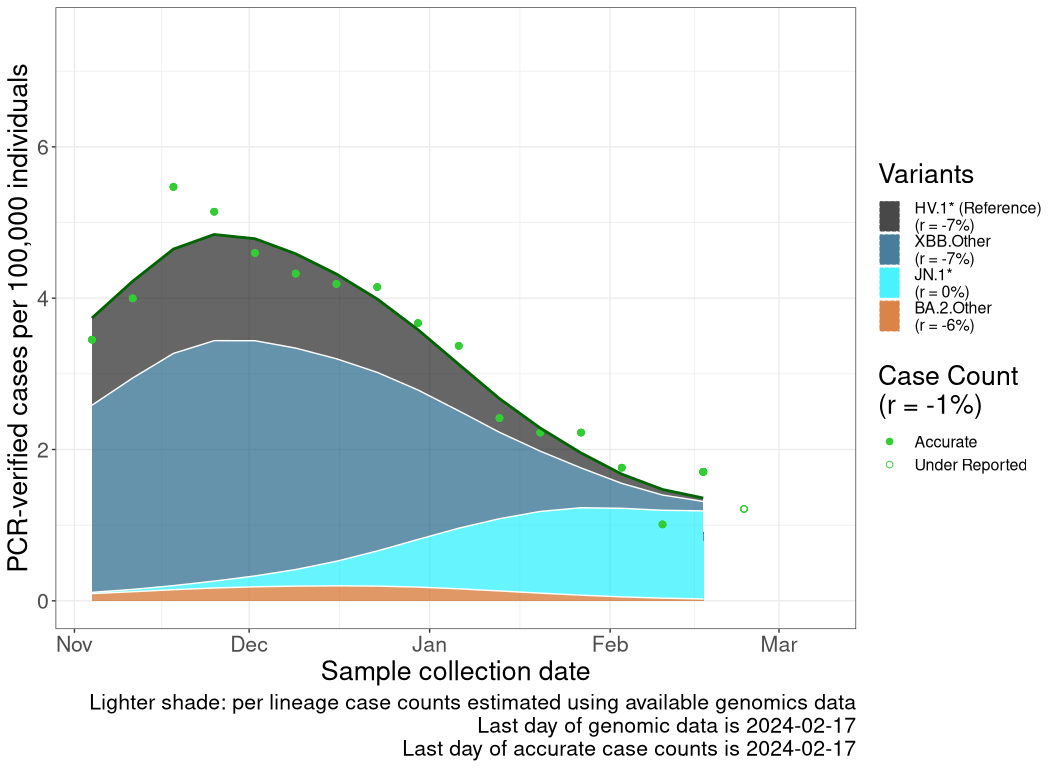 PCR-verified cases per 100,000 individuals
6
4
2
0
Nov
Dec
Jan
Feb
Mar
Sample collection date
Lighter shade: per lineage case counts estimated using available genomics data
Last day of genomic data is 2024-02-17
Last day of accurate case counts is 2024-02-17
Variants
HV.1* (Reference)
(r = -7%)
XBB.Other
(r = -7%)
JN.1*
(r = 0%)
BA.2.Other
(r = -6%)
Case Count
(r = -1%)
Accurate
Under Reported